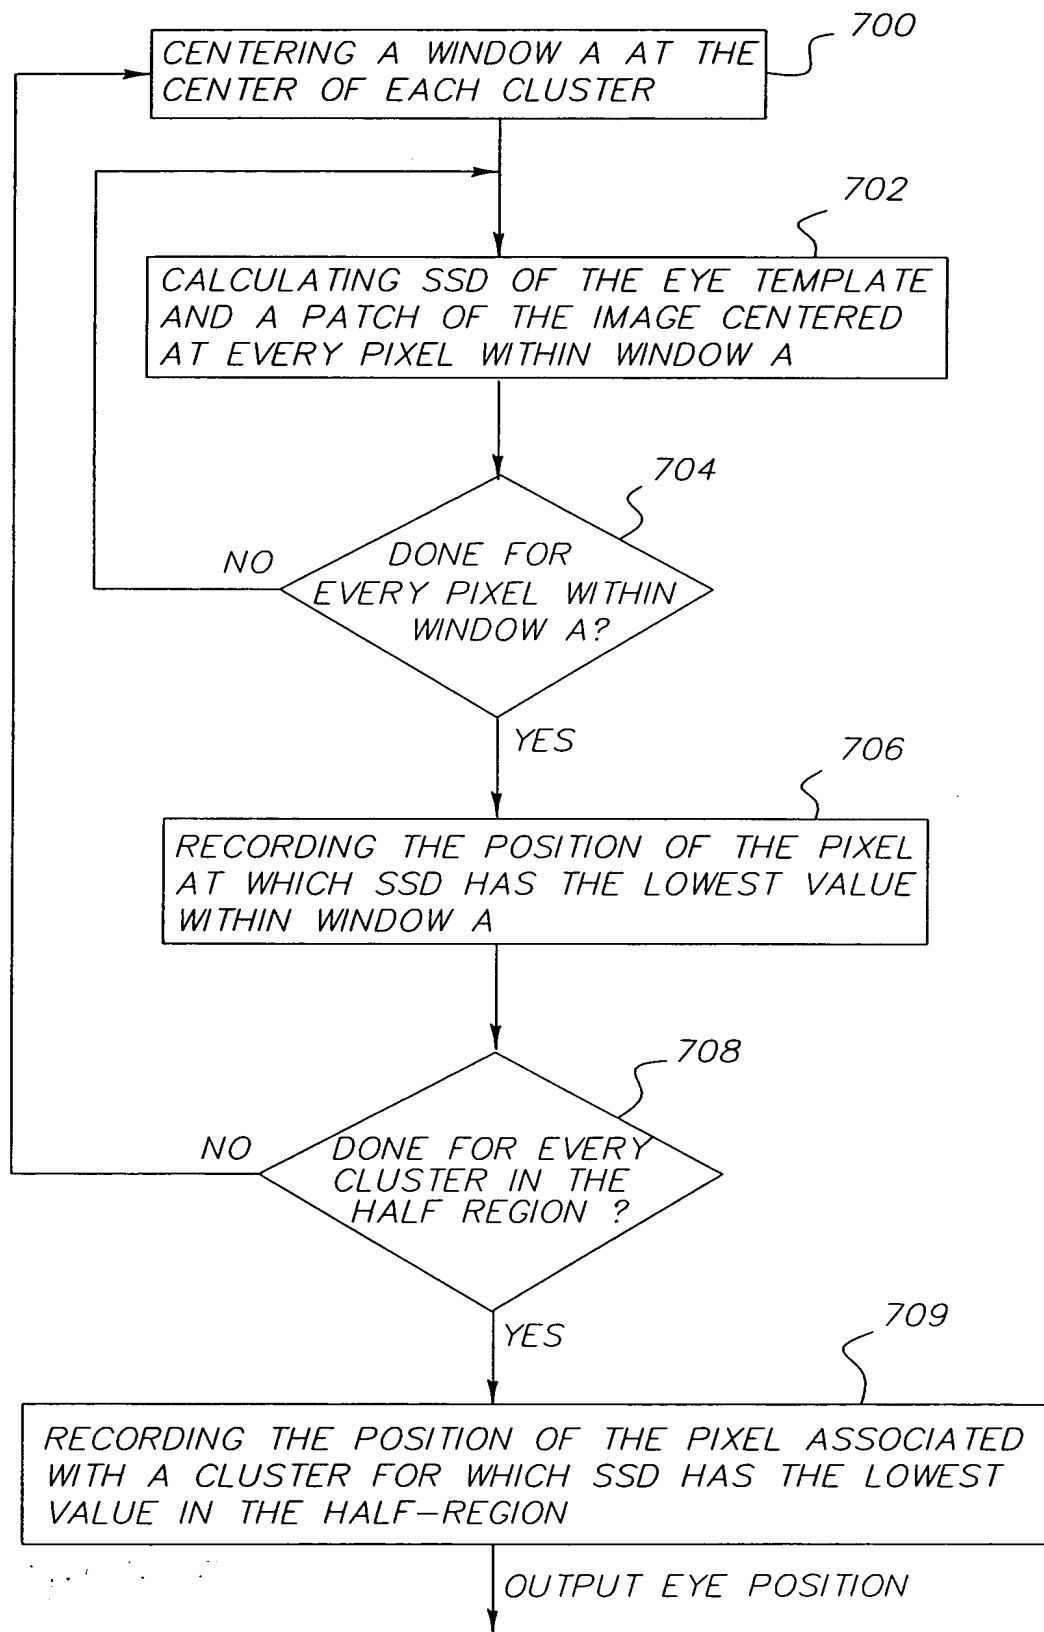 700
CENTERING A WINDOW A AT THE
CENTER OF EACH CLUSTER
702
CALCULATING SSD OF THE EYE TEMPLATE
AND A PATCH OF THE IMAGE CENTERED
AT EVERY PIXEL WITHIN WINDOW A
704
NO
DONE FOR
EVERY PIXEL WITHIN
WINDOW A?
YES
706
RECORDING THE POSITION OF THE PIXEL
AT WHICH SSD HAS THE LOWEST VALUE
WITHIN WINDOW A
708
NO
DONE FOR EVERY
CLUSTER IN THE
HALF REGION ?
YES
709
RECORDING THE POSITION OF THE PIXEL ASSOCIATED
WITH A CLUSTER FOR WHICH SSD HAS THE LOWEST
VALUE IN THE HALF-REGION
OUTPUT EYE POSITION